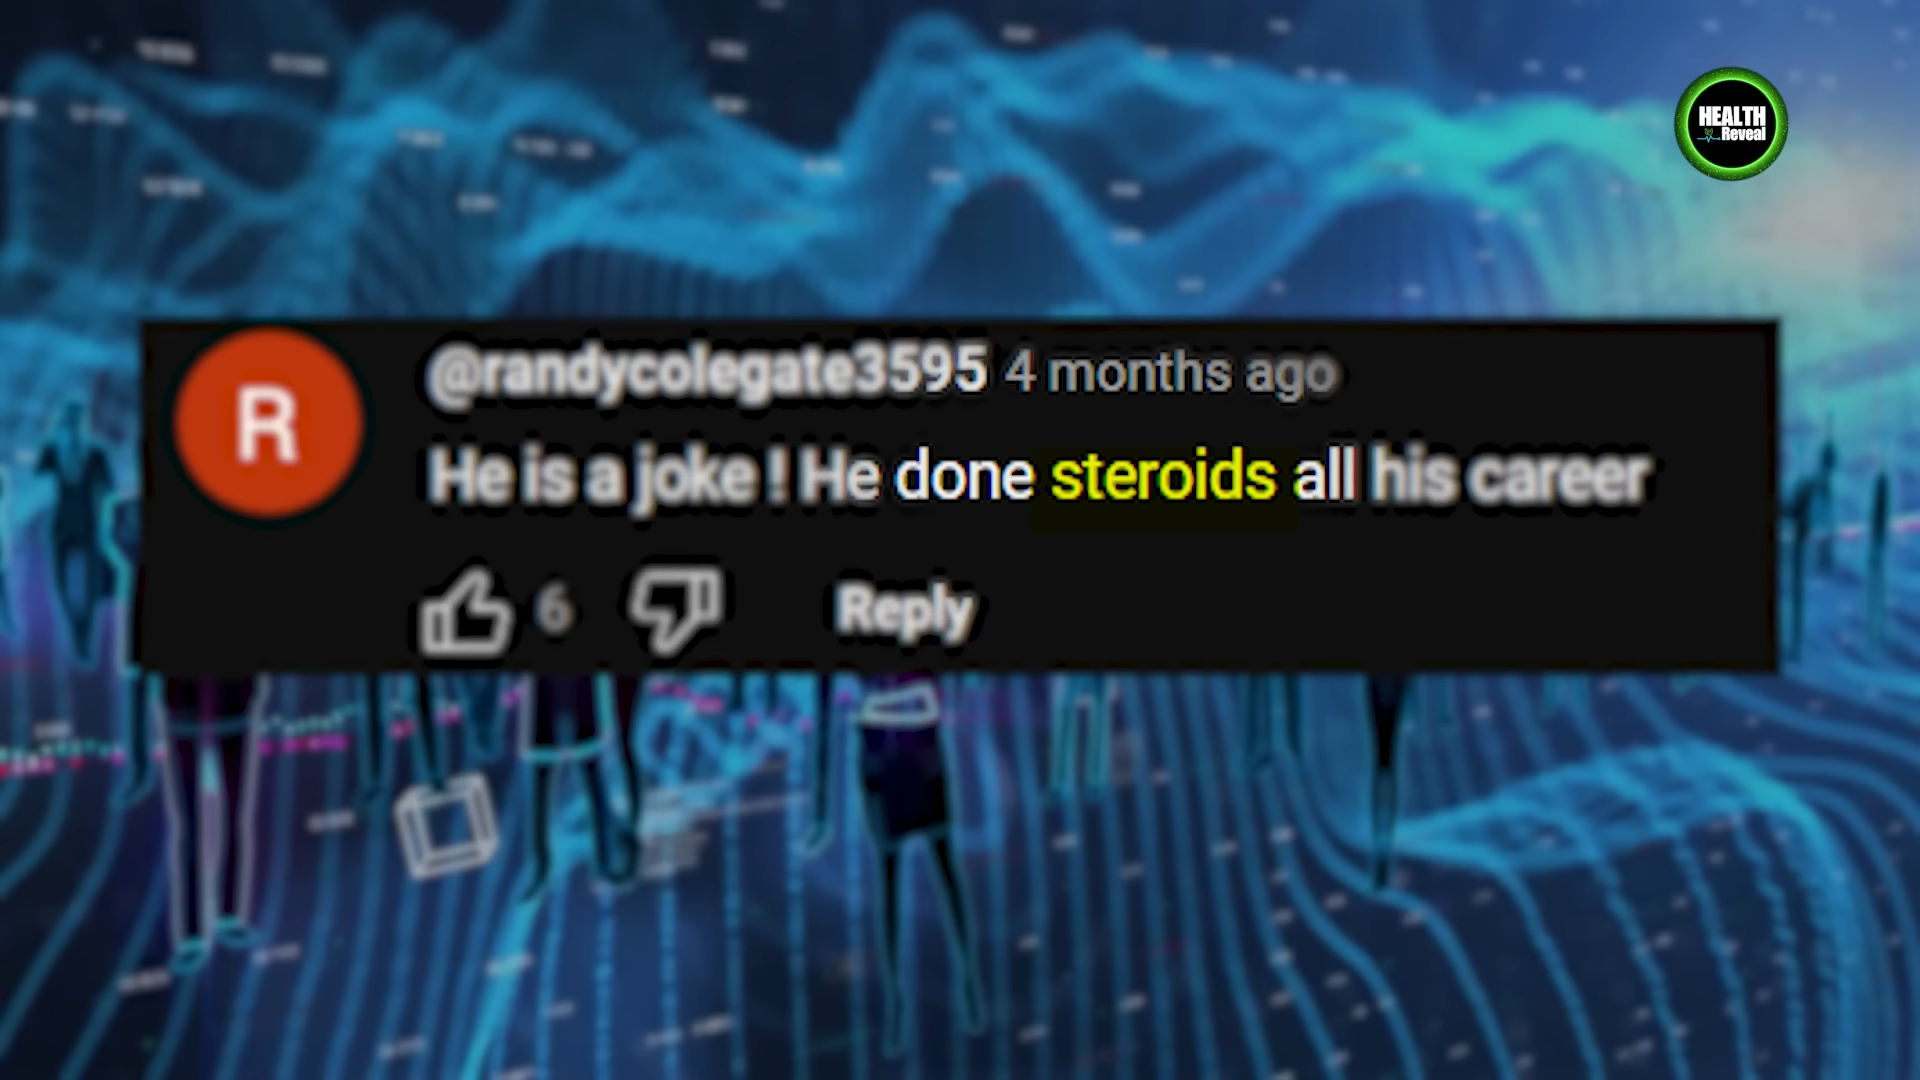 HEALTH
Reveal
@randycolegate3595 4 months ago
He is a joke ! He done steroids all his career
6
Reply